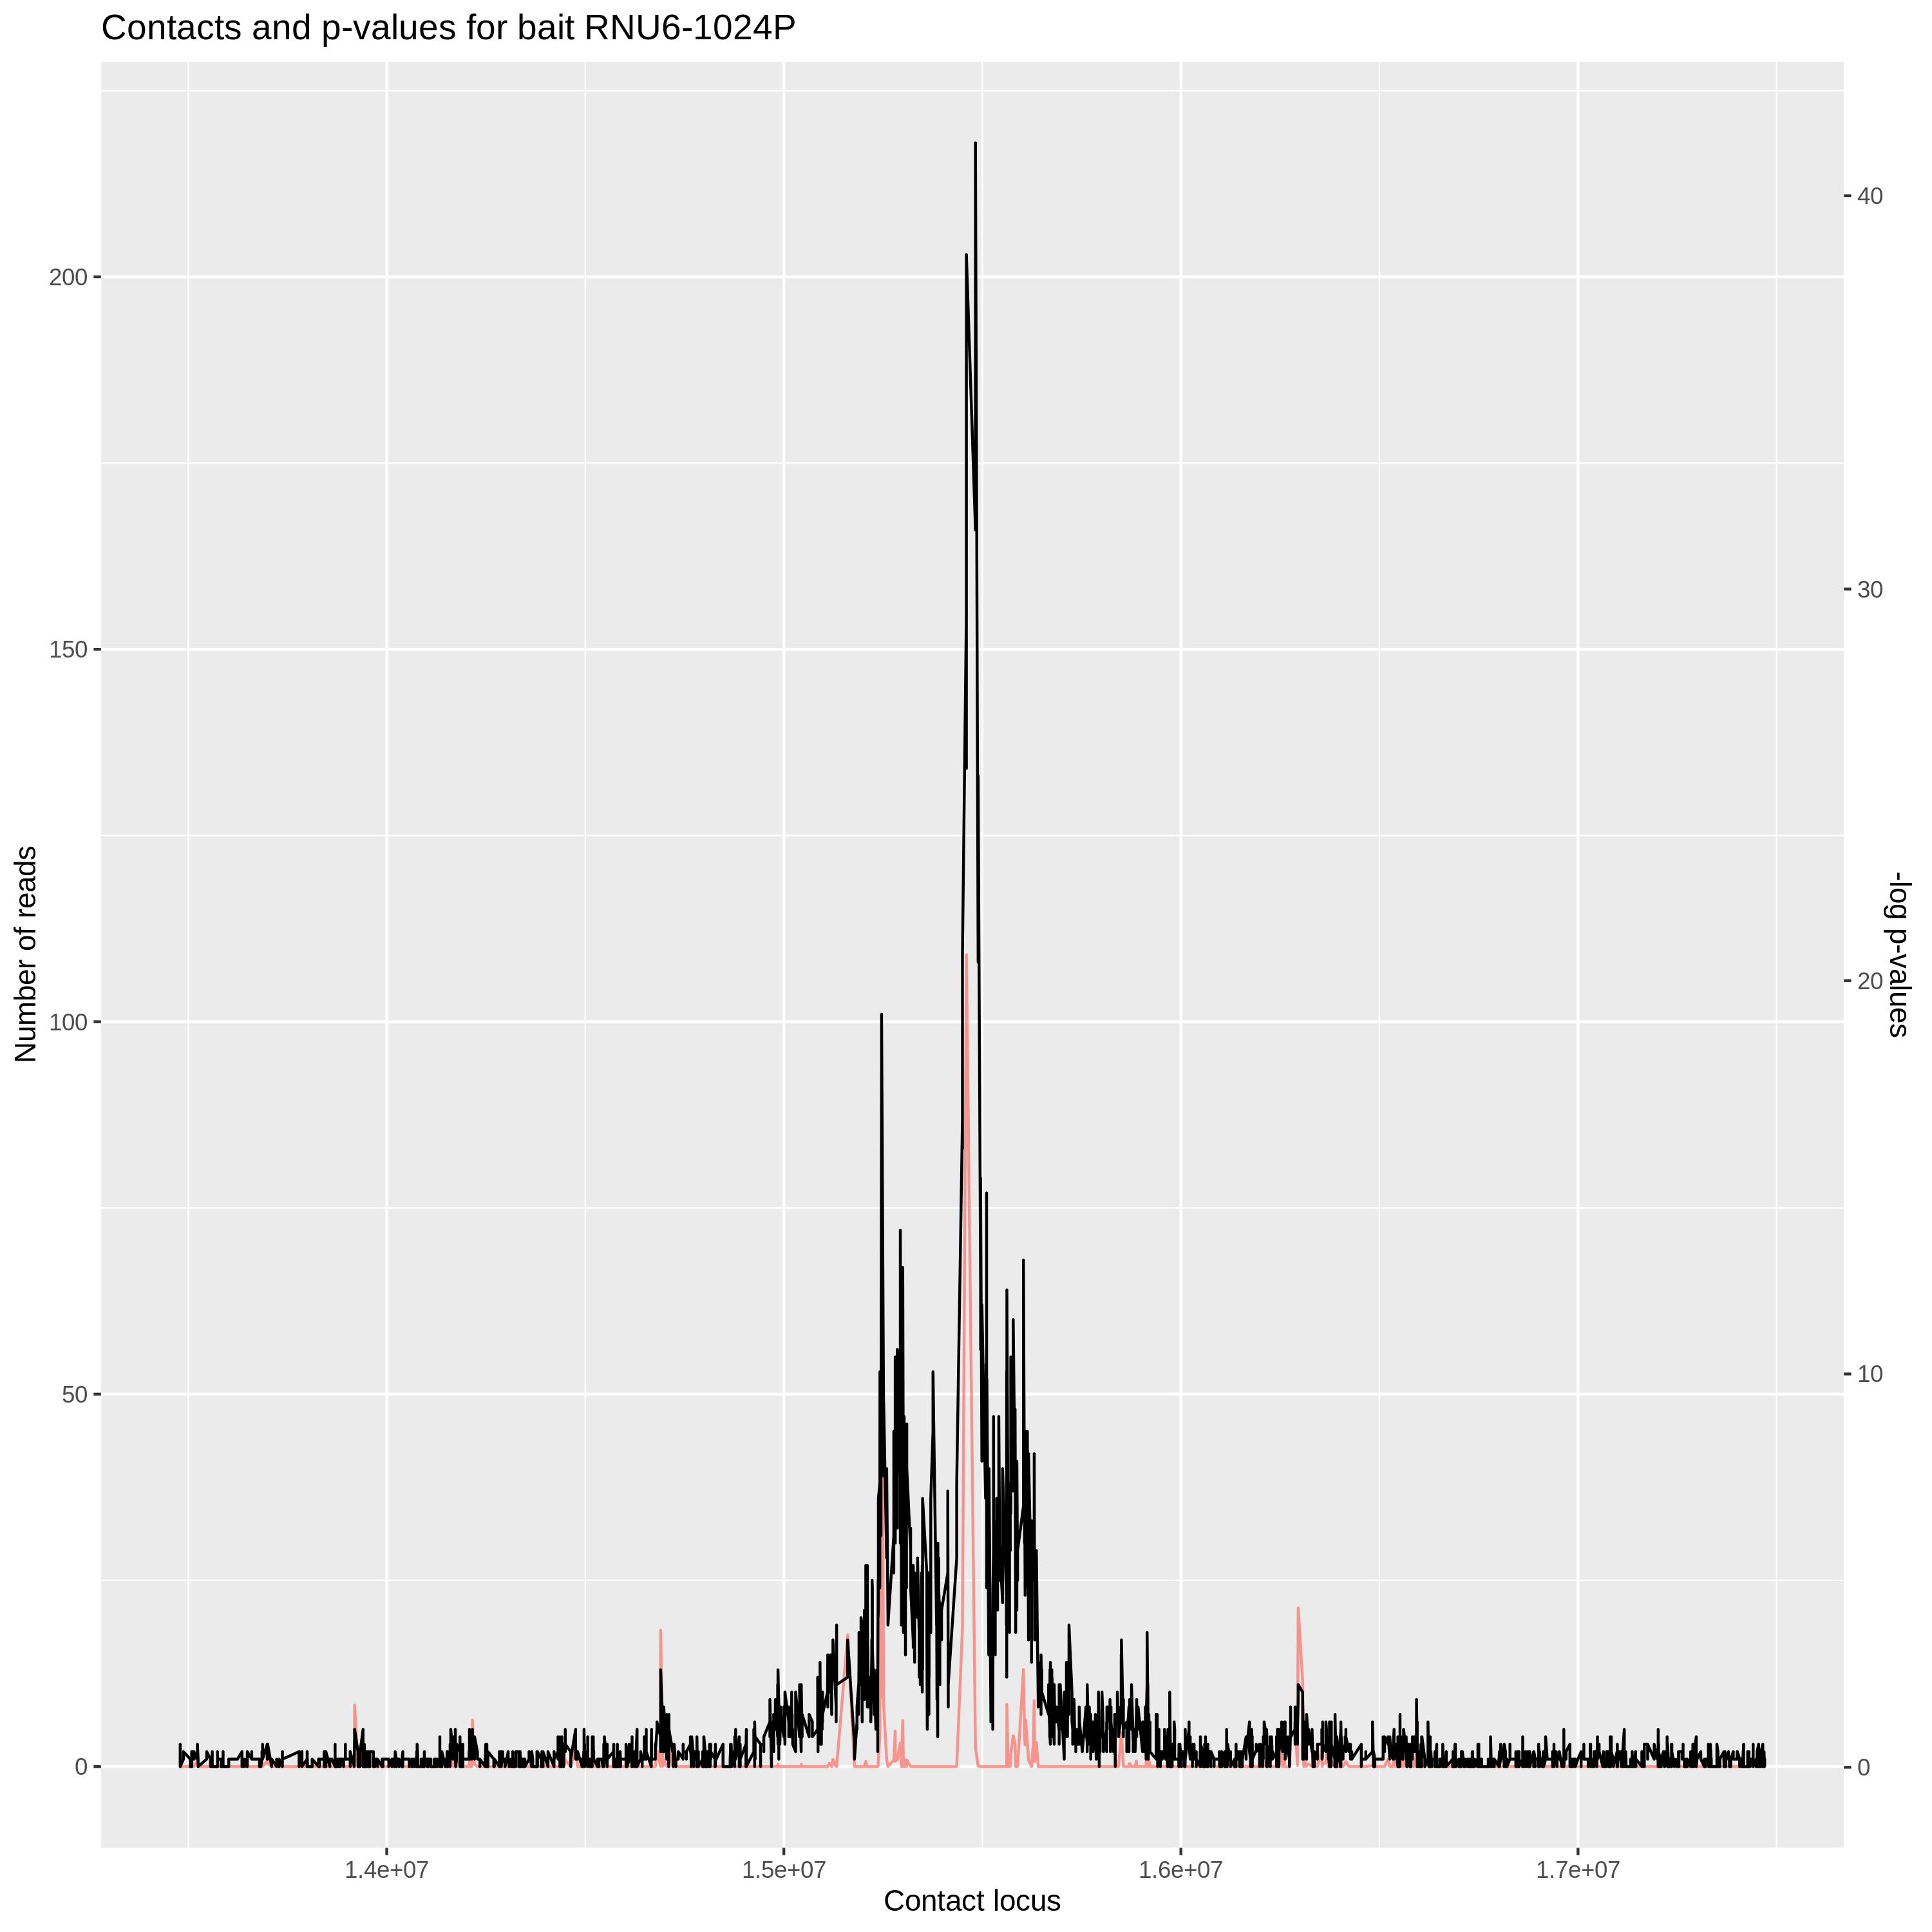 Contacts and p-values for bait RNU6-1024P
200
150
100
50
0
Number of reads
40
30
20
10
0
-log p-values
1.4e+07
1.5e+07
1.6e+07
1.7e+07
Contact locus